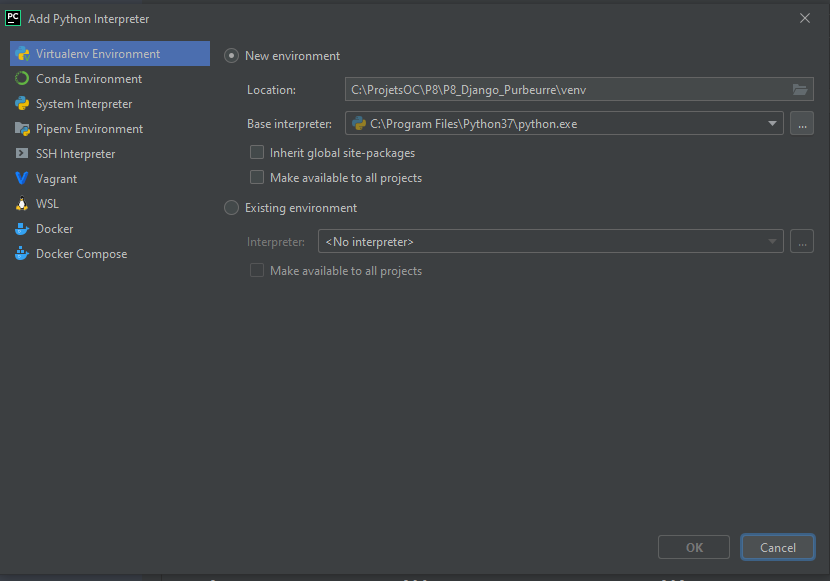 PC Add Python Interpreter
Virtualenv Environment
Conda Environment
System Interpreter
Pipenv Environment
SSH Interpreter
Vagrant
WSL
Docker
Docker Compose
New environment
Location: C:\ProjetsOC\P8\P8_Django_Purbeurre\venv
Base interpreter: C:\Program Files\Python37\python.exe ...
Inherit global site-packages
Make available to all projects
Existing environment
Interpreter: <No interpreter> ...
Make available to all projects
OK Cancel